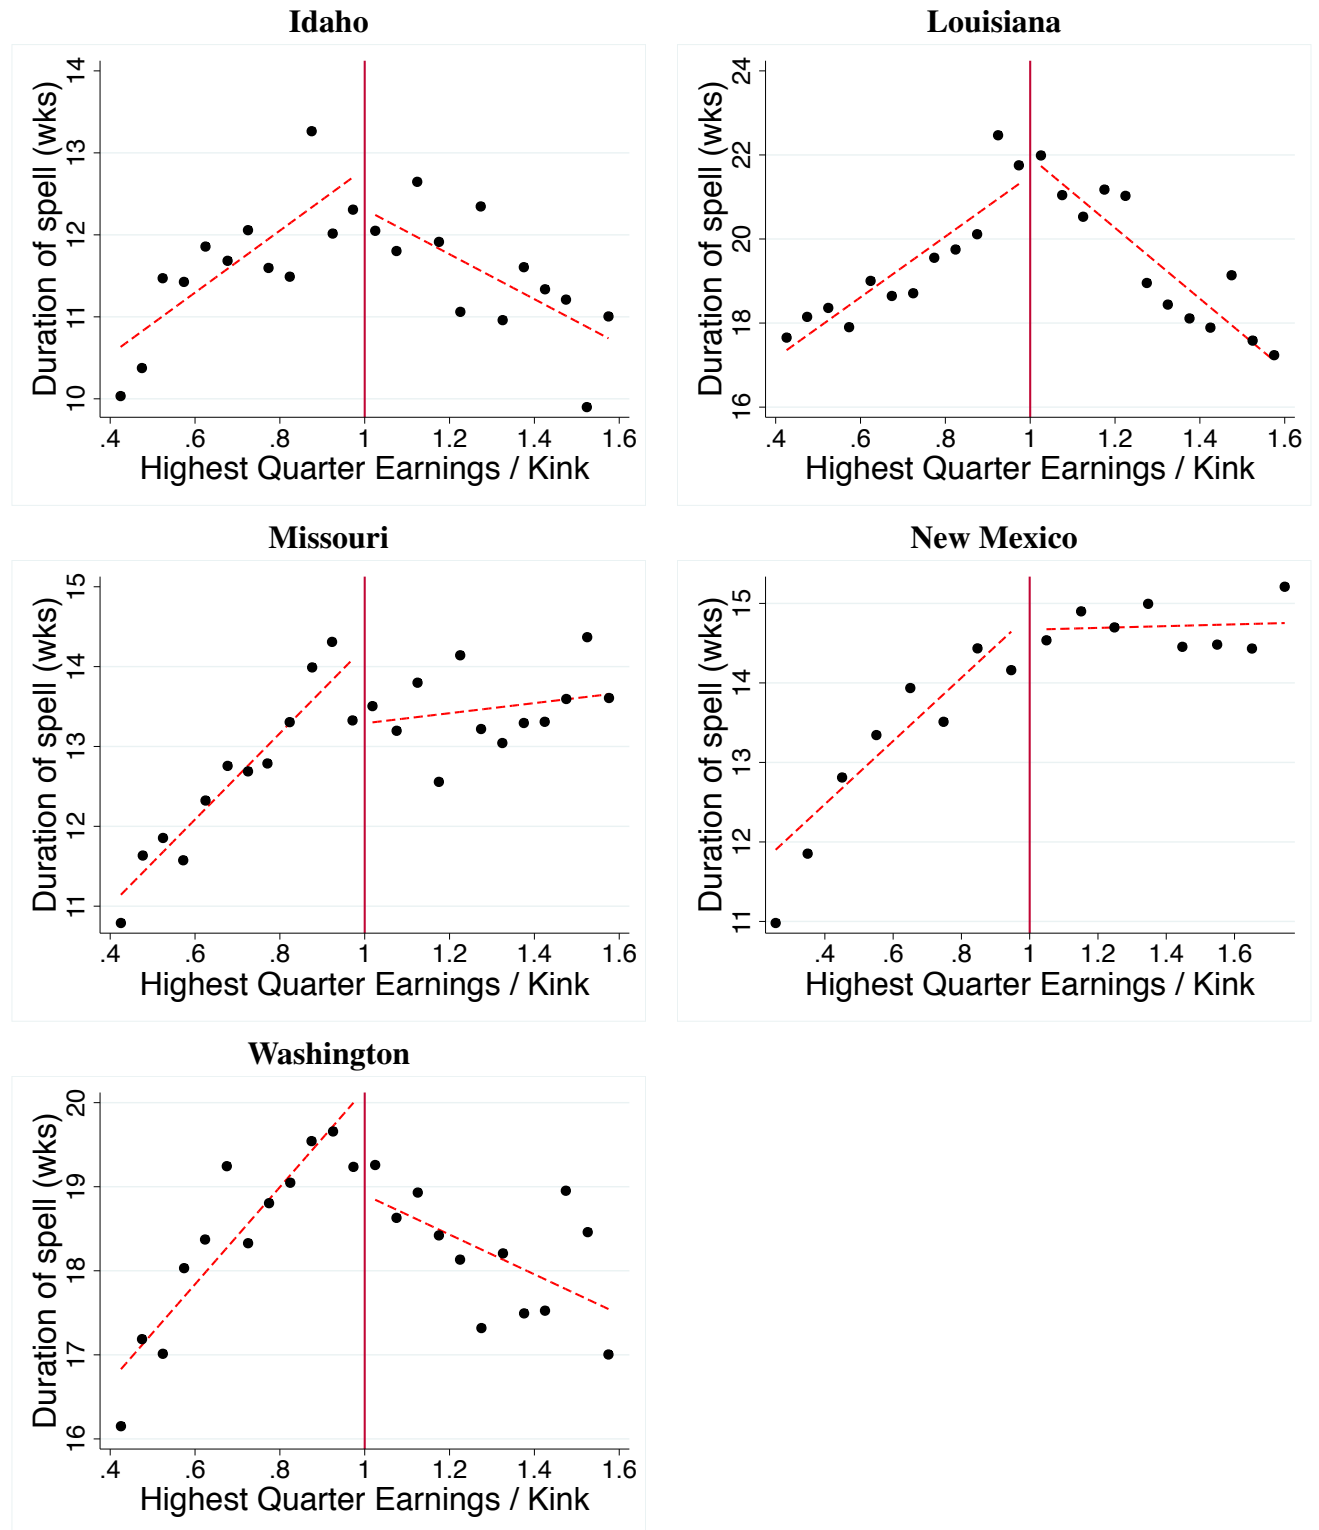 Idaho
Duration of spell (wks)
14
13
12
11
10
.4 .6 .8 1 1.2 1.4 1.6
Highest Quarter Earnings / Kink
Louisiana
Duration of spell (wks)
24
22
20
18
16
.4 .6 .8 1 1.2 1.4 1.6
Highest Quarter Earnings / Kink
Missouri
Duration of spell (wks)
15
14
13
12
11
.4 .6 .8 1 1.2 1.4 1.6
Highest Quarter Earnings / Kink
New Mexico
Duration of spell (wks)
15
14
13
12
11
.4 .6 .8 1 1.2 1.4 1.6
Highest Quarter Earnings / Kink
Washington
Duration of spell (wks)
20
19
18
17
16
.4 .6 .8 1 1.2 1.4 1.6
Highest Quarter Earnings / Kink